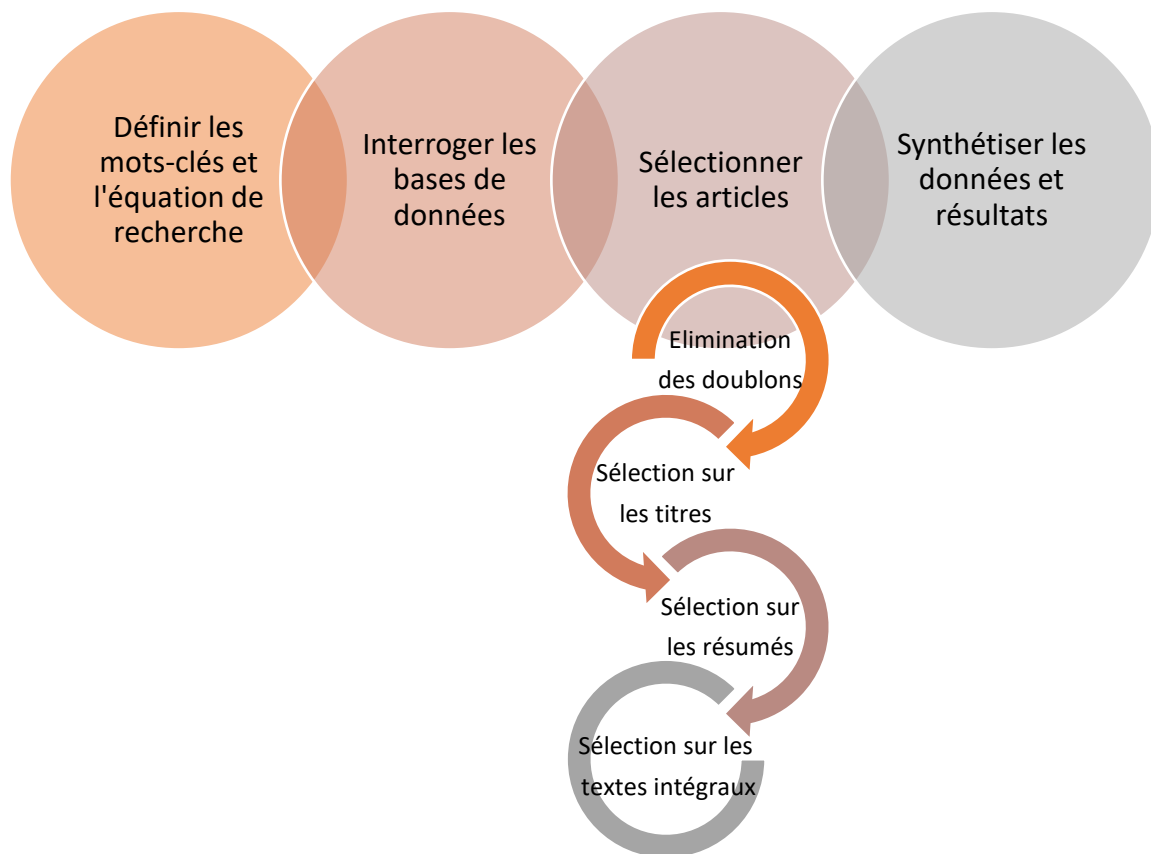 Définir les
mots-clés et
l'équation de
recherche
Interroger les
bases de
données
Sélectionner
les articles
Synthétiser les
données et
résultats
Elimination
des doublons
Sélection sur
les titres
Sélection sur
les résumés
Sélection sur les
textes intégraux